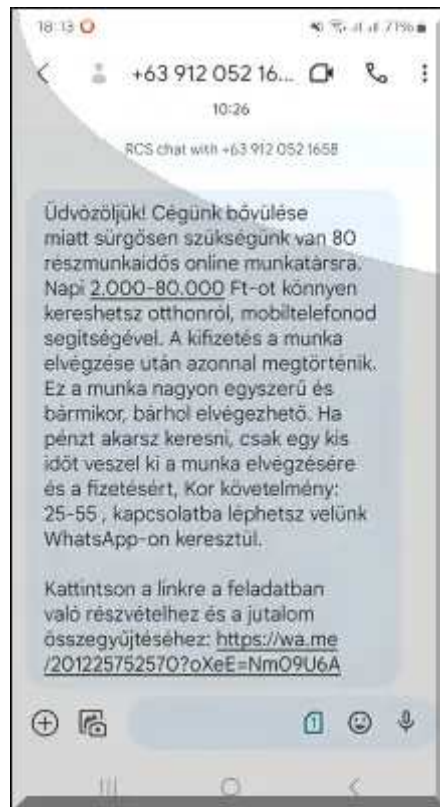 18:13
71%
+63 912 052 16...
10:26
RCS chat with +63 912 052 1658
Üdvözöljük! Cégünk bővülése
miatt sürgősen szükségünk van 80
részmunkaidős online munkatársra.
Napi 2.000-80.000 Ft-ot könnyen
kereshetsz otthonról, mobiltelefonod
segítségével. A kifizetés a munka
elvégzése után azonnal megtörténik.
Ez a munka nagyon egyszerű és
bármikor, bárhol elvégezhető. Ha
pénzt akarsz keresni, csak egy kis
időt veszel ki a munka elvégzésére
és a fizetésért, Kor követelmény:
25-55 , kapcsolatba léphetsz velünk
WhatsApp-on keresztül.
Kattintson a linkre a feladatban
való részvételhez és a jutalom
összegyűjtéséhez: https://wa.me
/201225752570?oXeE=NmO9U6A
1